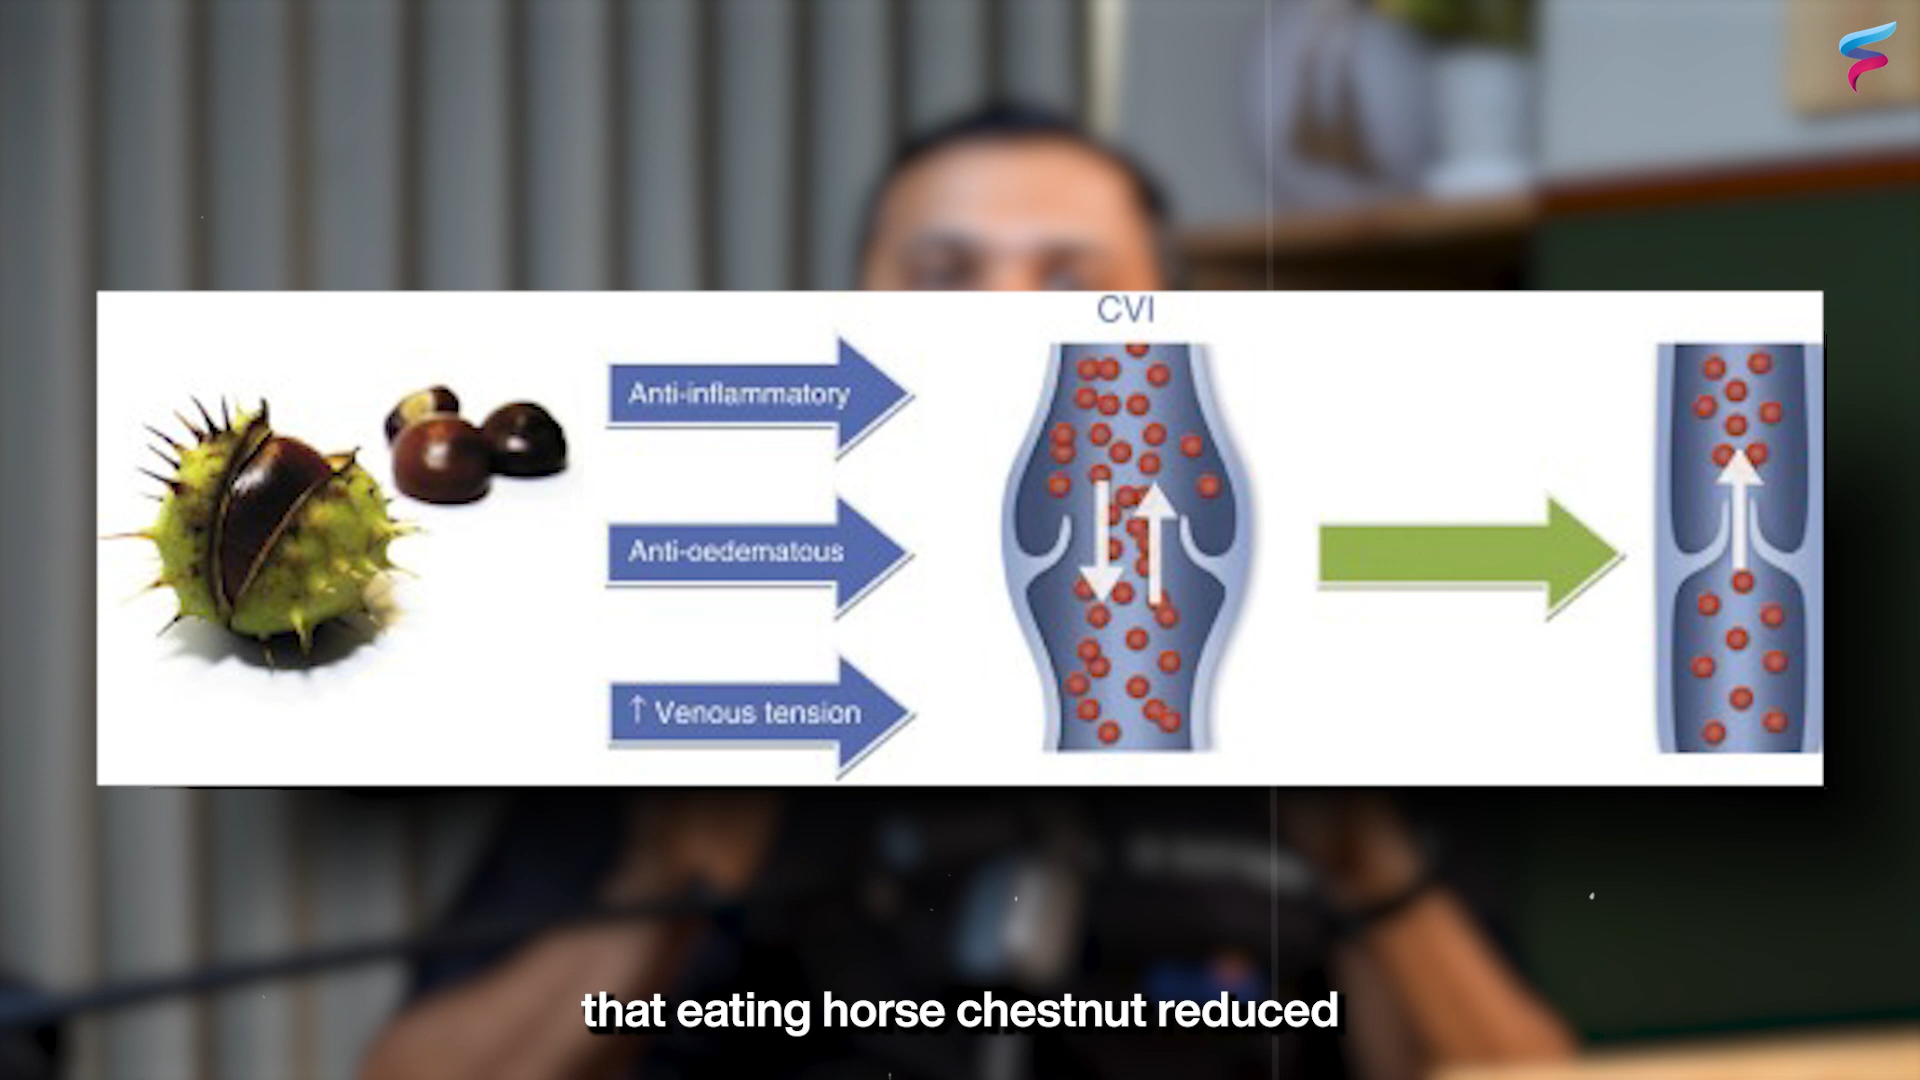 CVI
Anti-inflammatory
Anti-oedematous
↑ Venous tension
that eating horse chestnut reduced